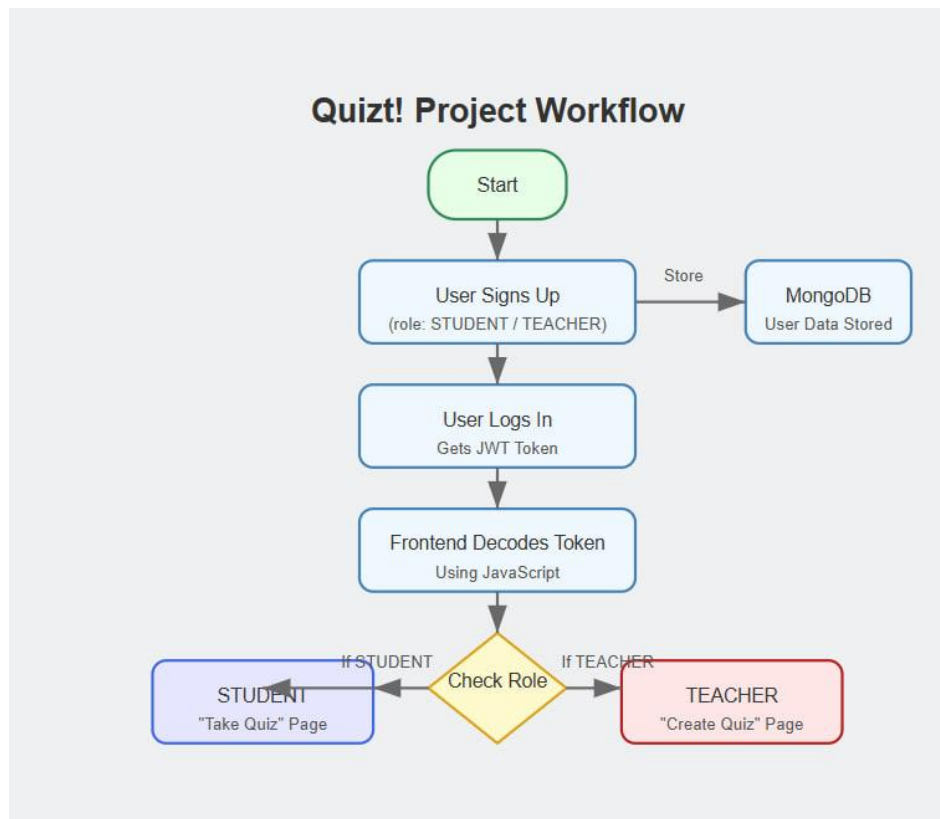 Quizt! Project Workflow
Start
User Signs Up
(role: STUDENT / TEACHER)
Store
MongoDB
User Data Stored
User Logs In
Gets JWT Token
Frontend Decodes Token
Using JavaScript
If STUDENT
If TEACHER
Check Role
STUDENT
"Take Quiz" Page
TEACHER
"Create Quiz" Page